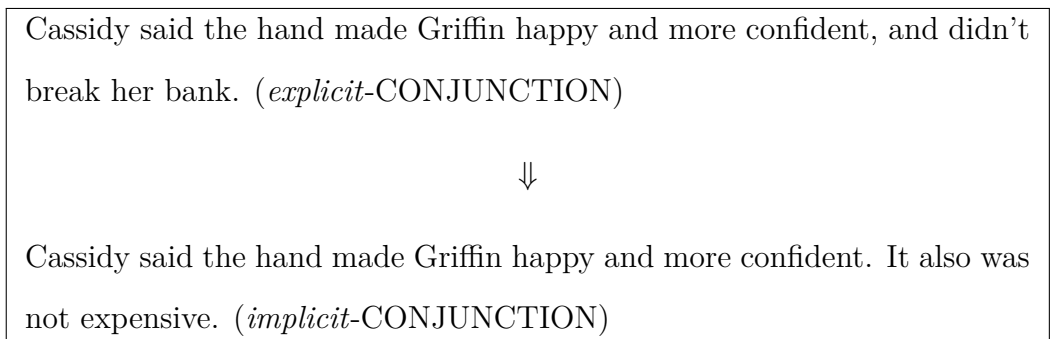 Cassidy said the hand made Griffin happy and more confident, and didn't
break her bank. (explicit-CONJUNCTION)
⇓
Cassidy said the hand made Griffin happy and more confident. It also was
not expensive. (implicit-CONJUNCTION)